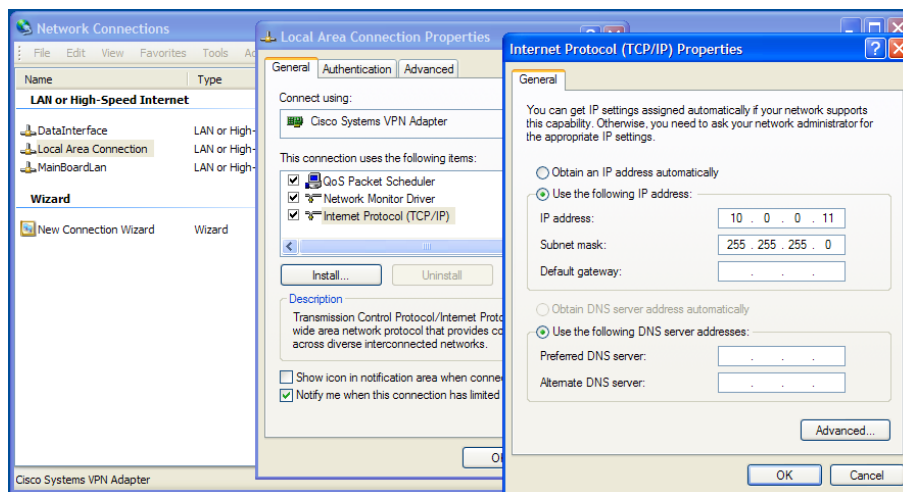 Network Connections
File Edit View Favorites Tools
Name Type
LAN or High-Speed Internet
DataInterface LAN or High-
Local Area Connection LAN or High-
MainBoardLan LAN or High-
Wizard
New Connection Wizard Wizard
Cisco Systems VPN Adapter
Local Area Connection Properties
General Authentication Advanced
Connect using:
Cisco Systems VPN Adapter
This connection uses the following items:
QoS Packet Scheduler
Network Monitor Driver
Internet Protocol (TCP/IP)
Install... Uninstall
Description
Transmission Control Protocol/Internet Proto
wide area network protocol that provides co
across diverse interconnected networks.
Show icon in notification area when conne
Notify me when this connection has limited
Internet Protocol (TCP/IP) Properties
General
You can get IP settings assigned automatically if your network supports
this capability. Otherwise, you need to ask your network administrator for
the appropriate IP settings.
Obtain an IP address automatically
Use the following IP address:
IP address: 10 . 0 . 0 . 11
Subnet mask: 255 . 255 . 255 . 0
Default gateway: . . .
Obtain DNS server address automatically
Use the following DNS server addresses:
Preferred DNS server: . . .
Alternate DNS server: . . .
Advanced...
OK Cancel